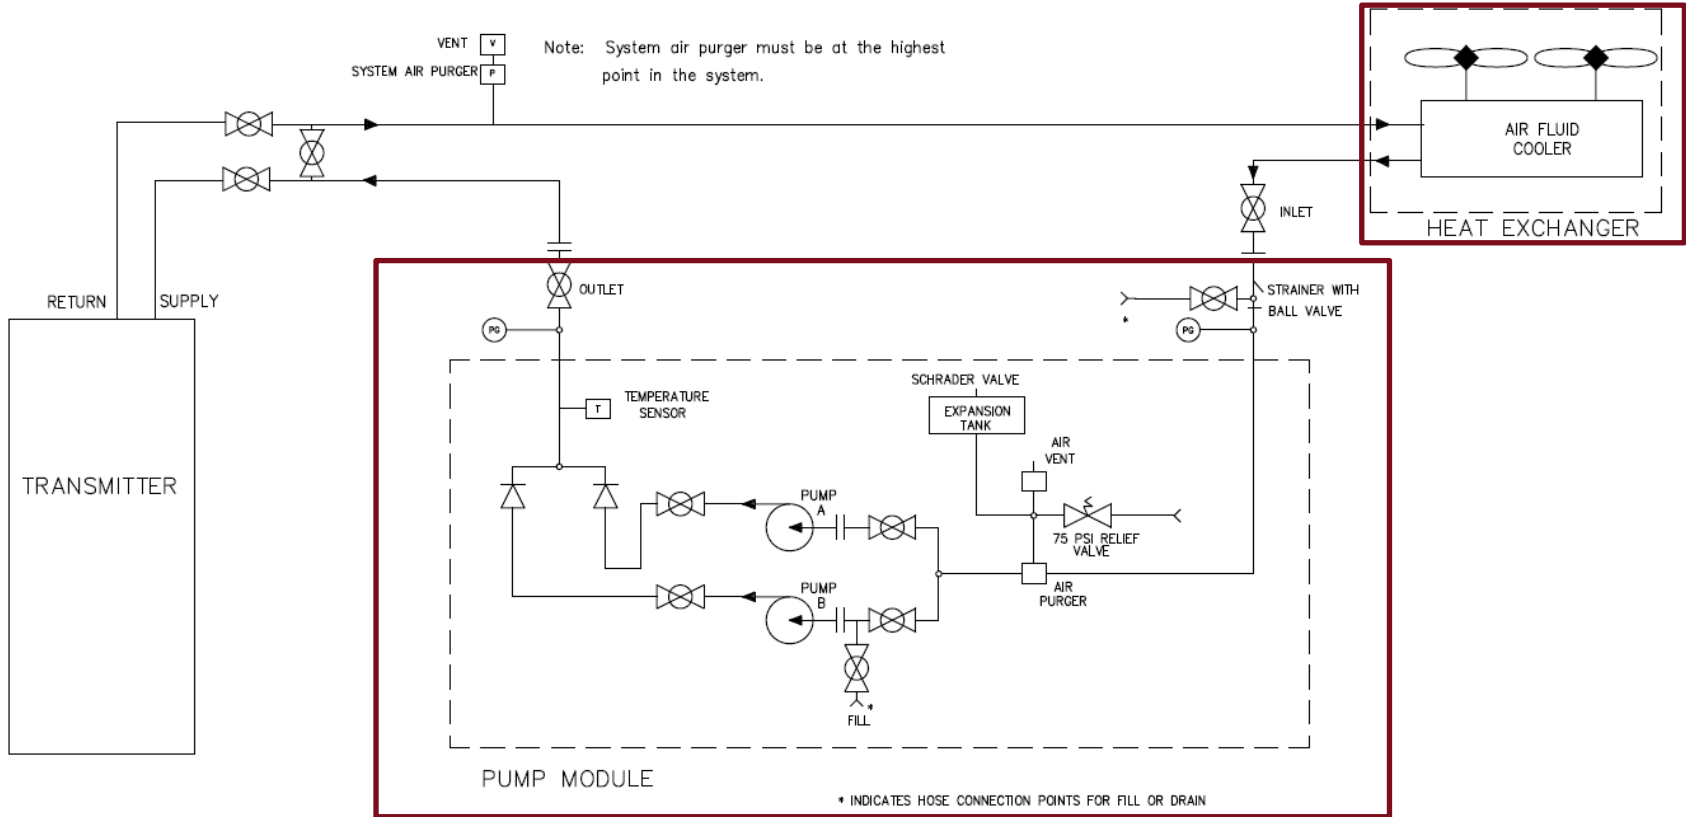 VENT
V
Note: System air purger must be at the highest
point in the system.
SYSTEM AIR PURGER
P
AIR FLUID
COOLER
INLET
HEAT EXCHANGER
RETURN
SUPPLY
OUTLET
STRAINER WITH
BALL VALVE
*
PG
PG
SCHRADER VALVE
TEMPERATURE
SENSOR
T
EXPANSION
TANK
AIR
VENT
TRANSMITTER
PUMP
A
75 PSI RELIEF
VALVE
PUMP
B
AIR
PURGER
*
FILL
PUMP MODULE
* INDICATES HOSE CONNECTION POINTS FOR FILL OR DRAIN